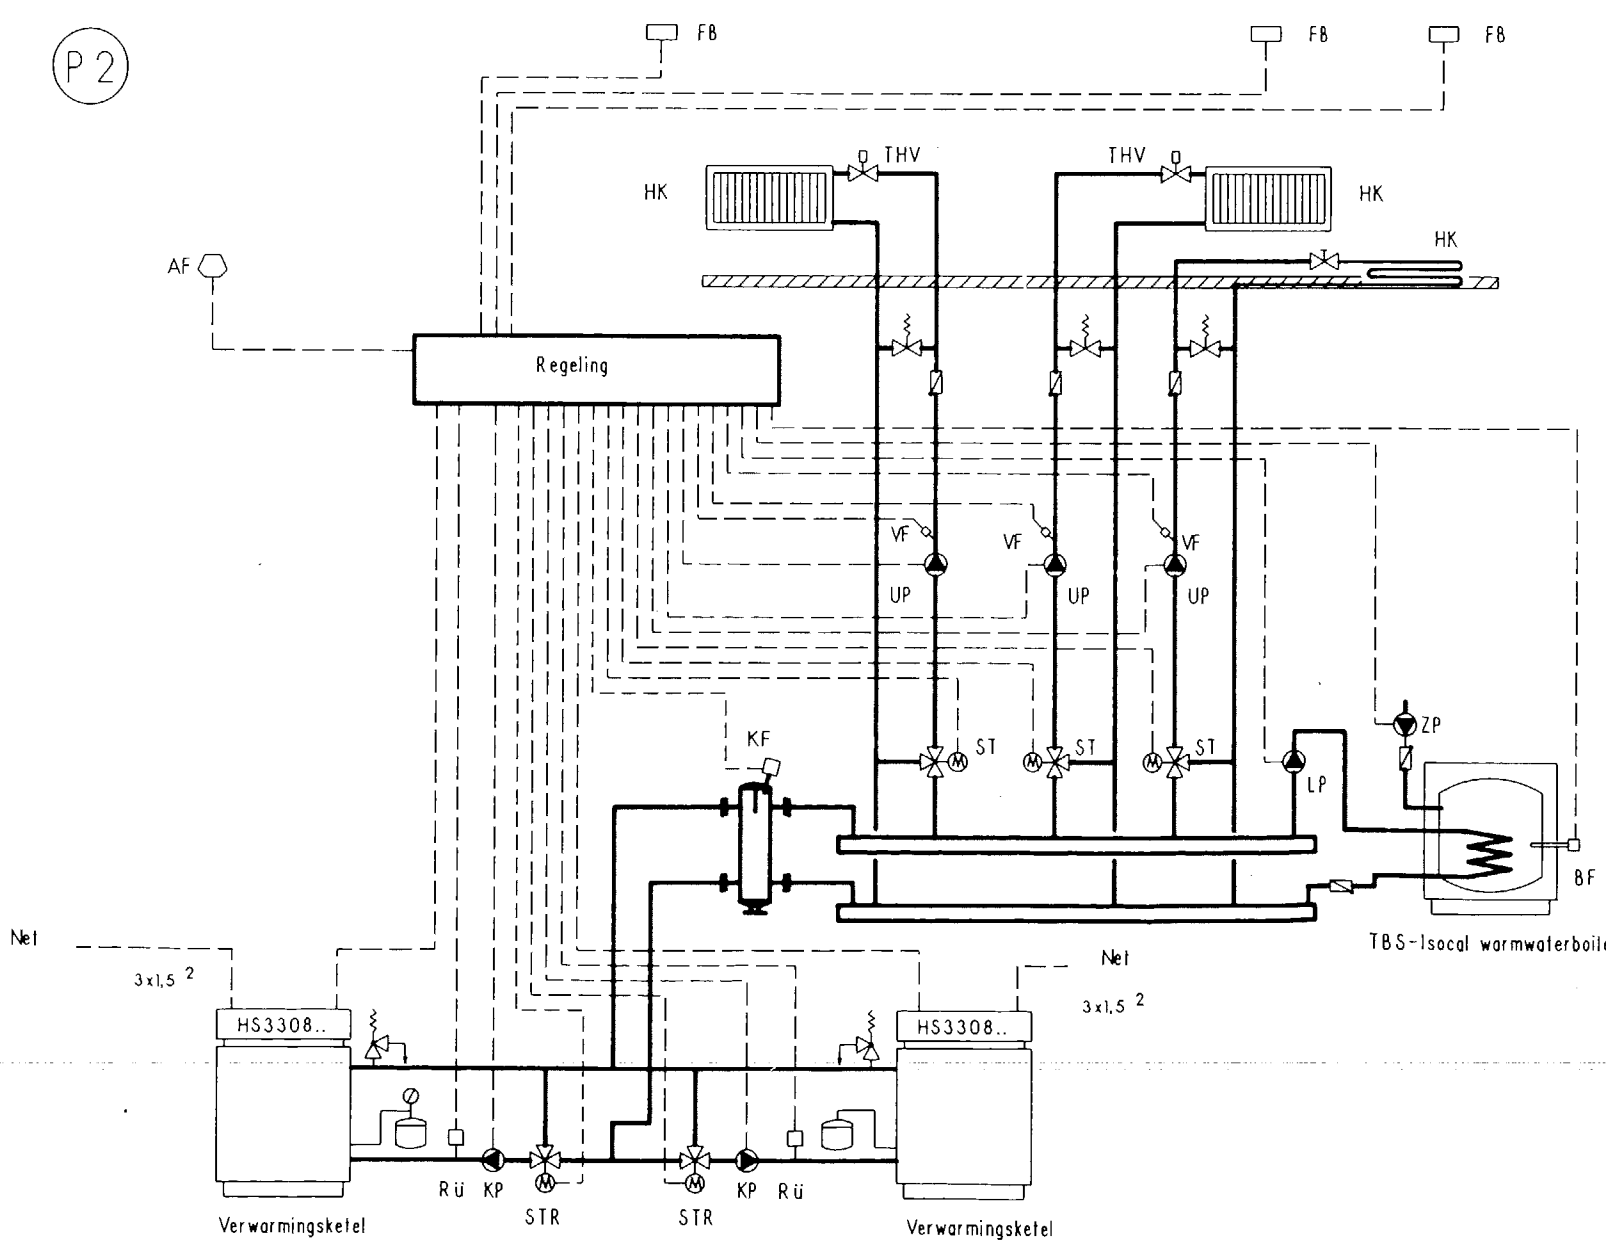 P 2
FB
FB
FB
THV
THV
HK
HK
HK
AF
Regeling
VF
VF
VF
UP
UP
UP
ZP
KF
M
ST
M
ST
M
ST
LP
BF
TBS-Isocal warmwaterboile
Net
3x1,5 ²
Net
3x1,5 ²
HS3308..
HS3308..
Rü
KP
M
STR
M
STR
KP
Rü
Verwarmingsketel
Verwarmingsketel